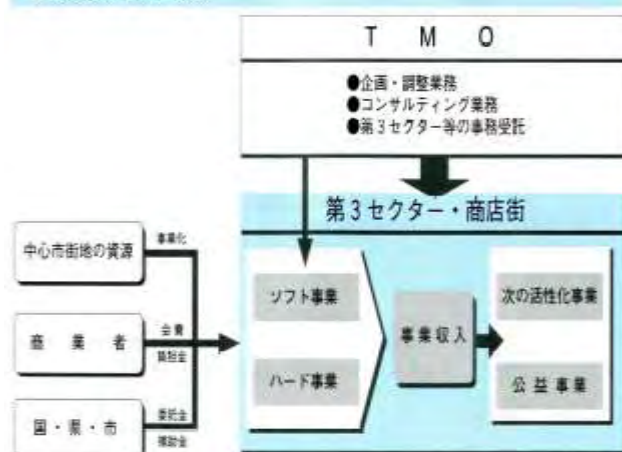 T M O
●企画・調整業務
●コンサルティング業務
●第3セクター等の事務受託
第3セクター・商店街
中心市街地の資源
事業化
商業者
会費
負担金
国・県・市
委託金
補助金
ソフト事業
ハード事業
事業収入
次の活性化事業
公益事業